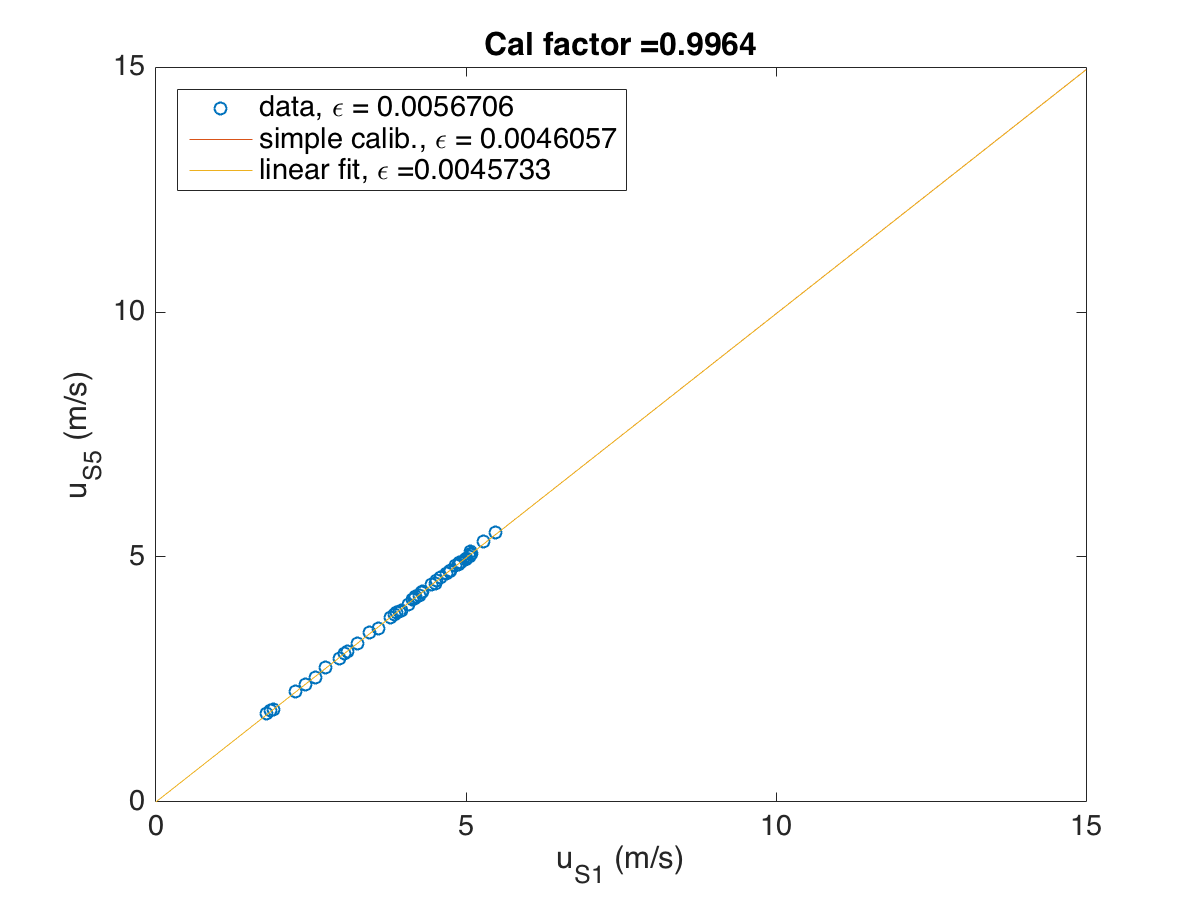 Cal factor =0.9964
data, ϵ = 0.0056706
simple calib., ϵ = 0.0046057
linear fit, ϵ =0.0045733
15
10
5
0
u_S5 (m/s)
0 5 10 15
u_S1 (m/s)